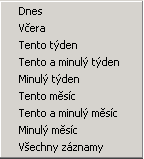 Dnes
Včera
Tento týden
Tento a minulý týden
Minulý týden
Tento měsíc
Tento a minulý měsíc
Minulý měsíc
Všechny záznamy